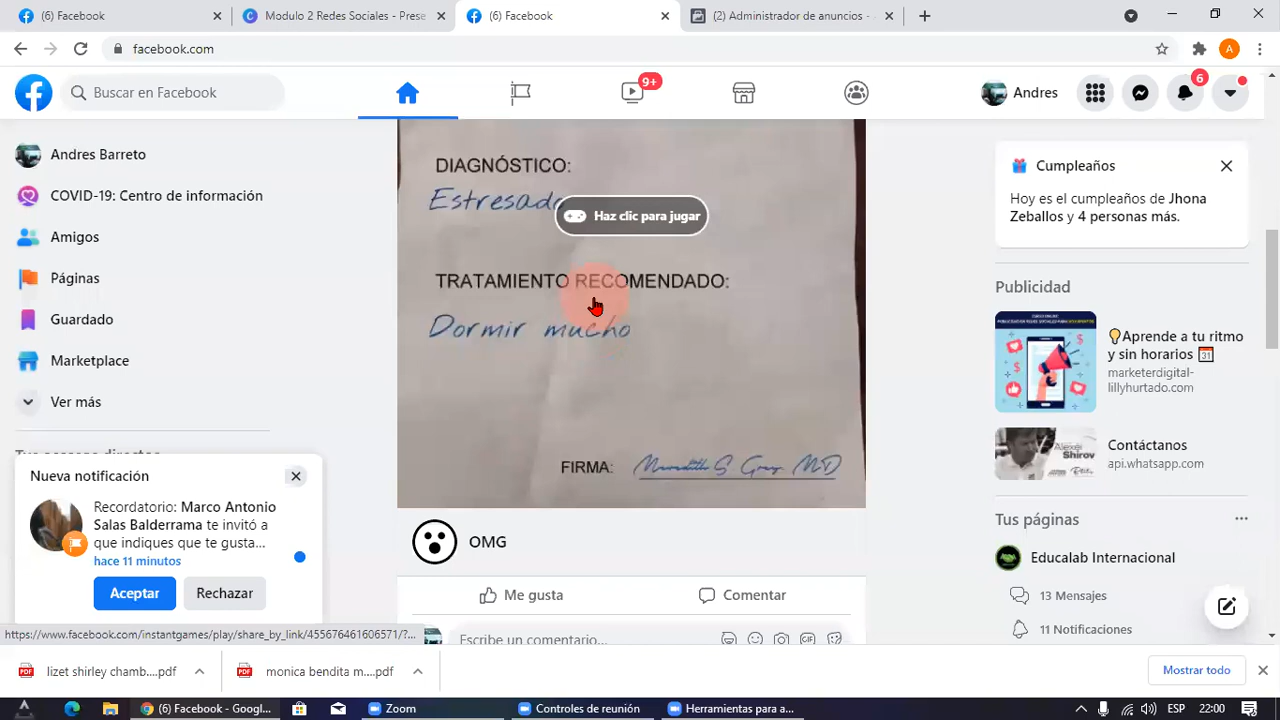 (6) Facebook
Modulo 2 Redes Sociales - Prese
(6) Facebook
(2) Administrador de anuncios -
facebook.com
A
Buscar en Facebook
9+
Andres
6
Andres Barreto
COVID-19: Centro de información
Amigos
Páginas
Guardado
Marketplace
Ver más
Nueva notificación
Recordatorio: Marco Antonio
Salas Balderrama te invitó a
que indiques que te gusta...
hace 11 minutos
Aceptar
Rechazar
https://www.facebook.com/instantgames/play/share_by_link/455676461606571/?...
DIAGNÓSTICO:
Estresado
Haz clic para jugar
TRATAMIENTO RECOMENDADO:
Dormir mucho
FIRMA:
OMG
Me gusta
Comentar
Escribe un comentario...
GIF
Cumpleaños
Hoy es el cumpleaños de Jhona
Zeballos y 4 personas más.
Publicidad
Aprende a tu ritmo
y sin horarios
marketerdigital-
lillyhurtado.com
Contáctanos
api.whatsapp.com
Tus páginas
Educalab Internacional
13 Mensajes
11 Notificaciones
lizet shirley chamb....pdf
monica bendita m....pdf
Mostrar todo
(6) Facebook - Googl...
Zoom
Controles de reunión
Herramientas para a...
ESP
22:00